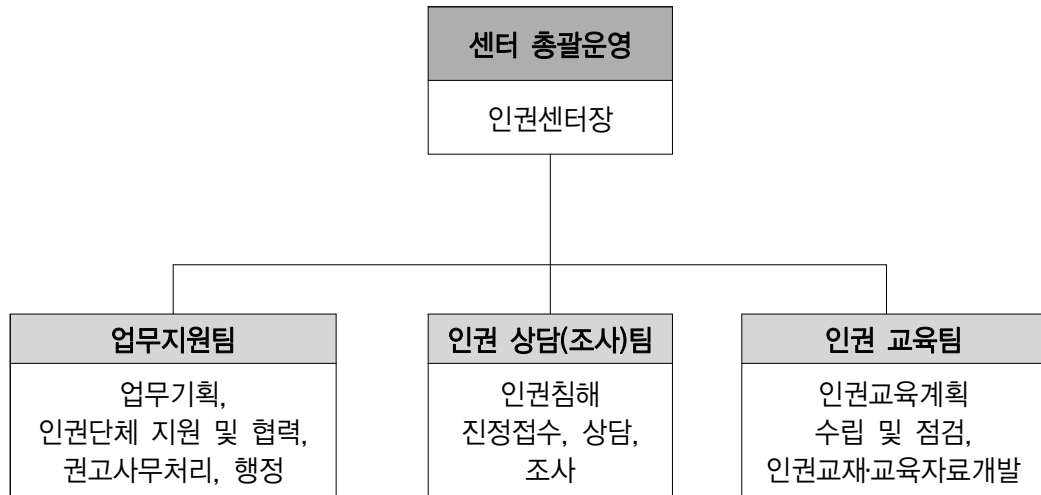 센터 총괄운영
인권센터장
업무지원팀
업무기획,
인권단체 지원 및 협력,
권고사무처리, 행정
인권 상담(조사)팀
인권침해
진정접수, 상담,
조사
인권 교육팀
인권교육계획
수립 및 점검,
인권교재·교육자료개발